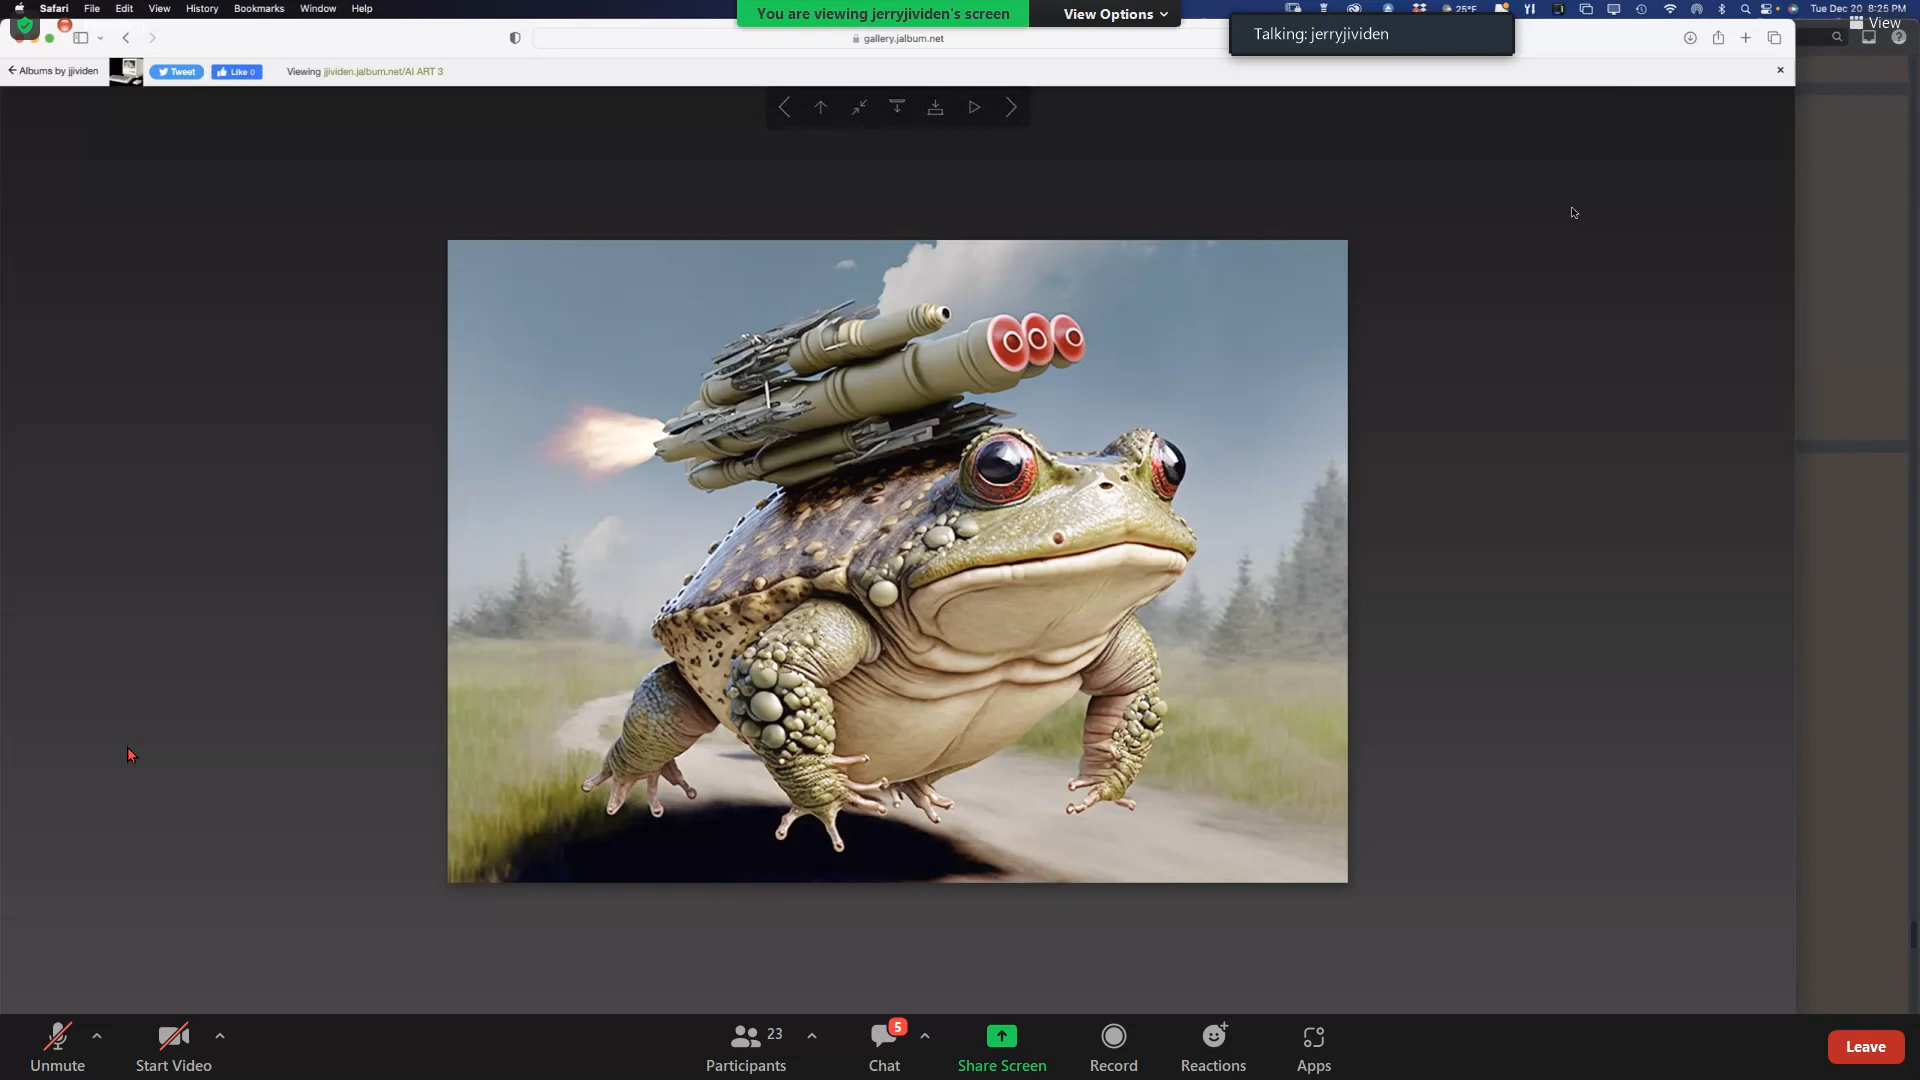 Safari File Edit View History Bookmarks Window Help
You are viewing jerryjividen's screen View Options
25°F
Tue Dec 20 8:25 PM
View
Talking: jerryjividen
gallery.jalbum.net
Albums by jjividen Tweet Like 0 Viewing jjividen.jalbum.net/AI ART 3
Unmute Start Video Participants 23 Chat 5 Share Screen Record Reactions Apps Leave